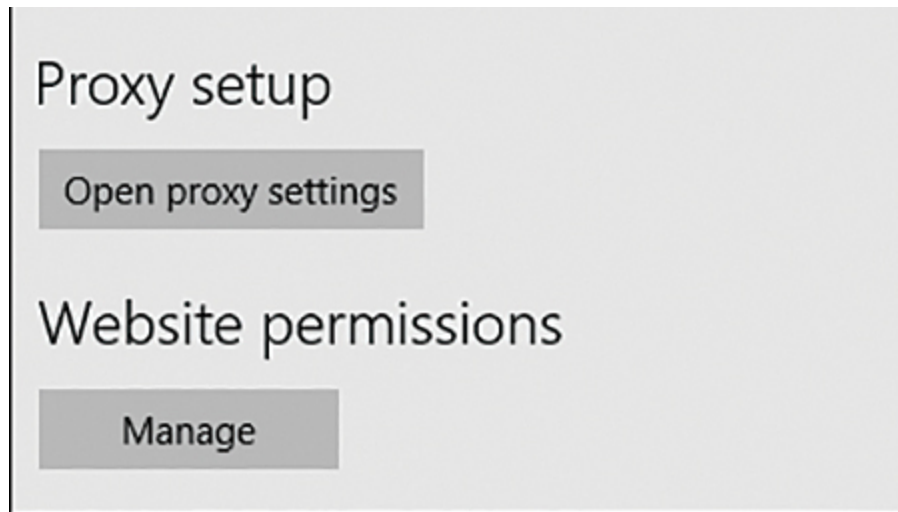 Proxy setup
Open proxy settings
Website permissions
Manage